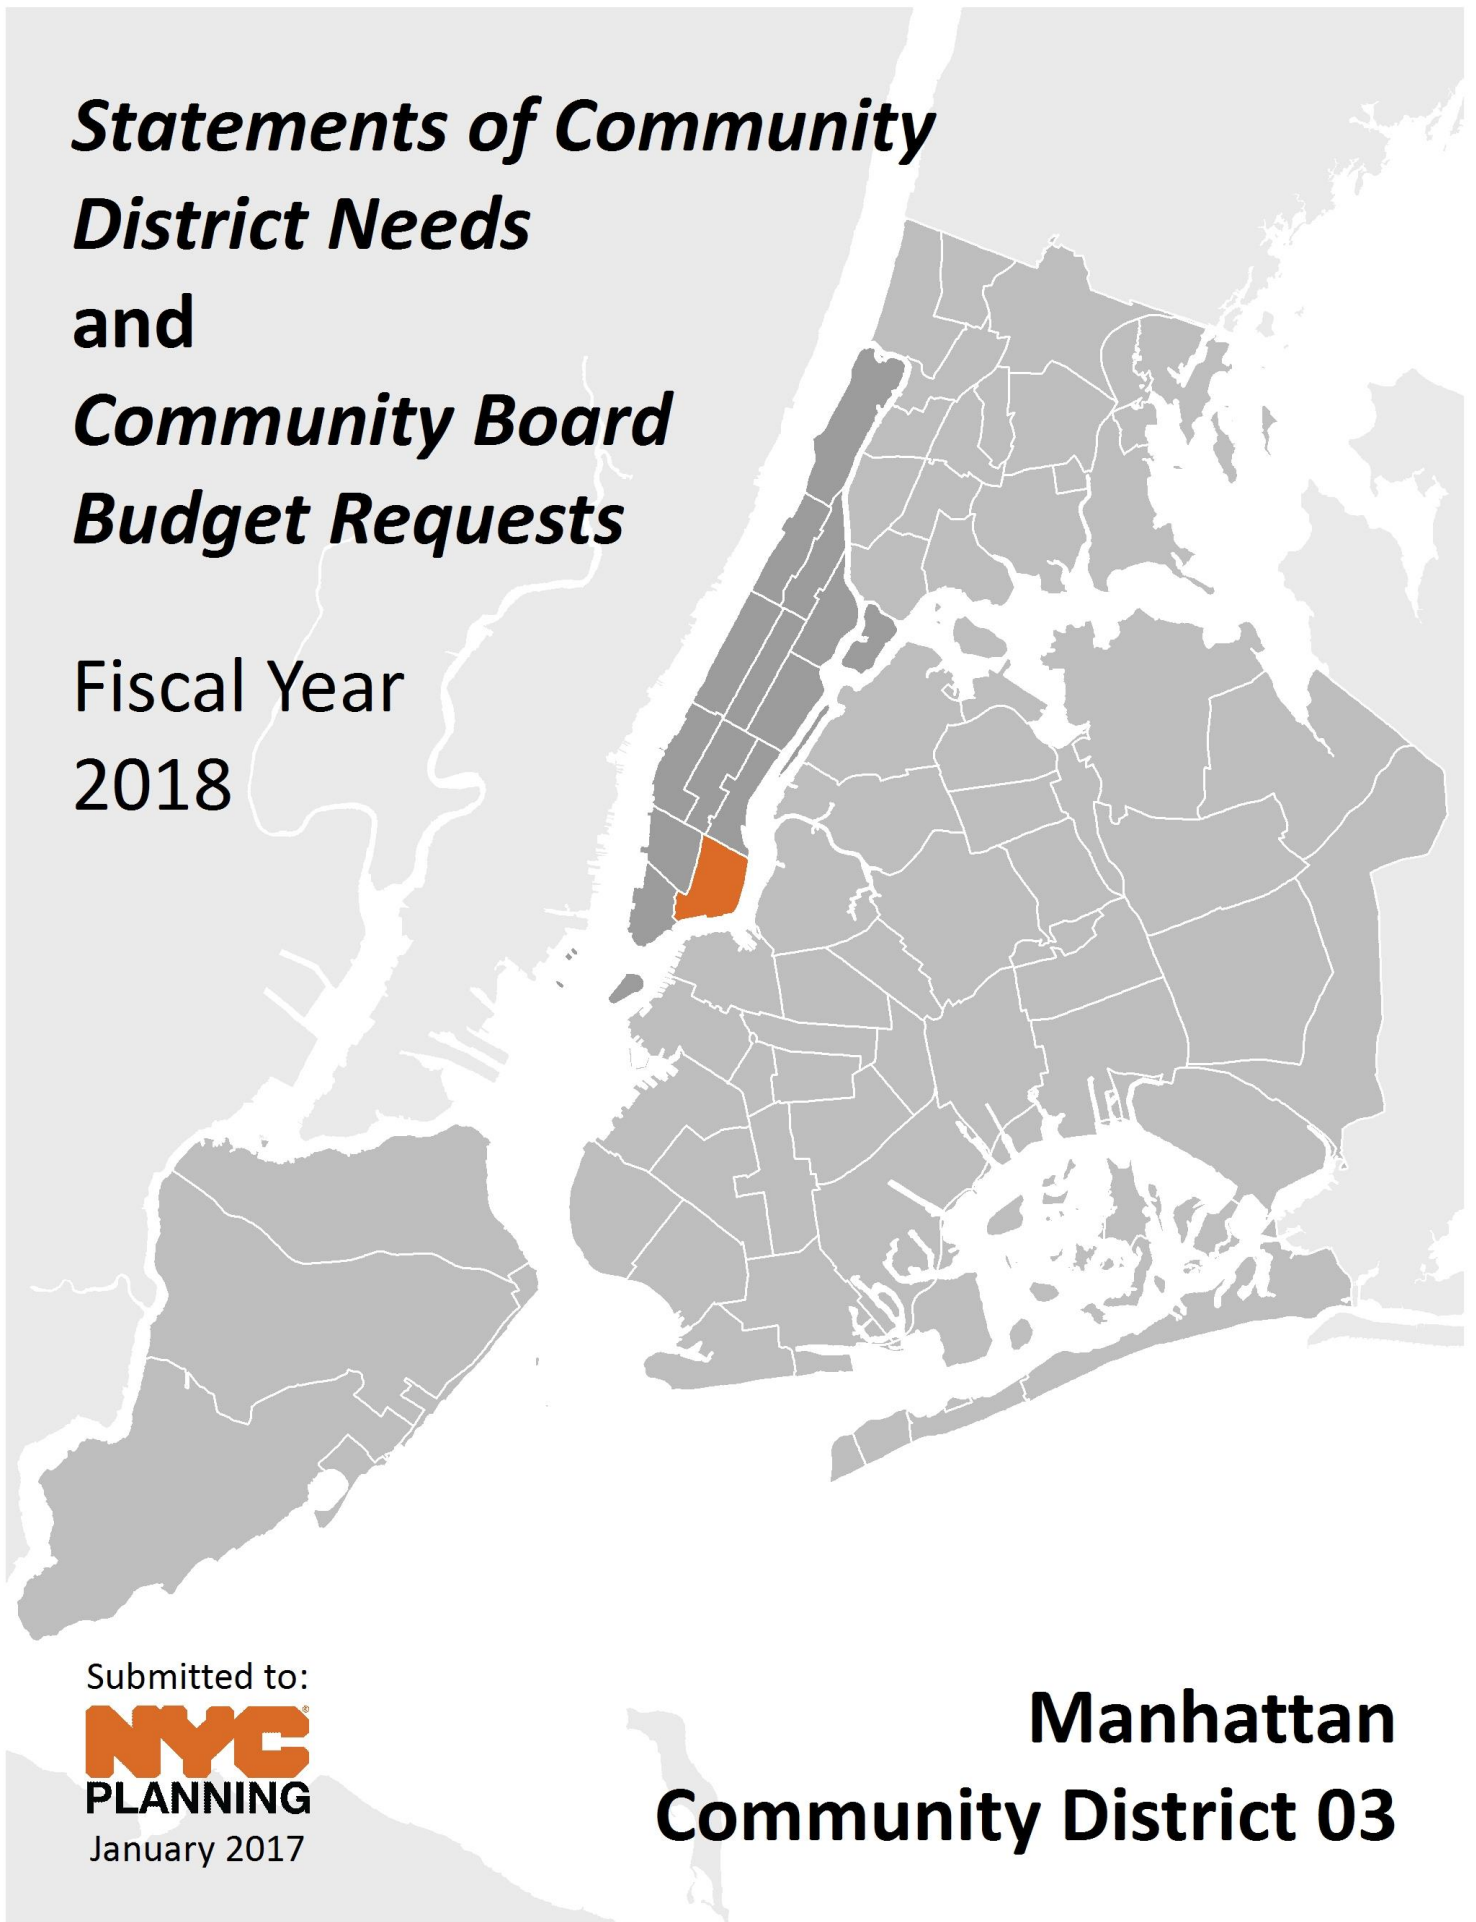 Statements of Community
District Needs
and
Community Board
Budget Requests
Fiscal Year
2018
Submitted to:
NYC®
PLANNING
January 2017
Manhattan
Community District 03